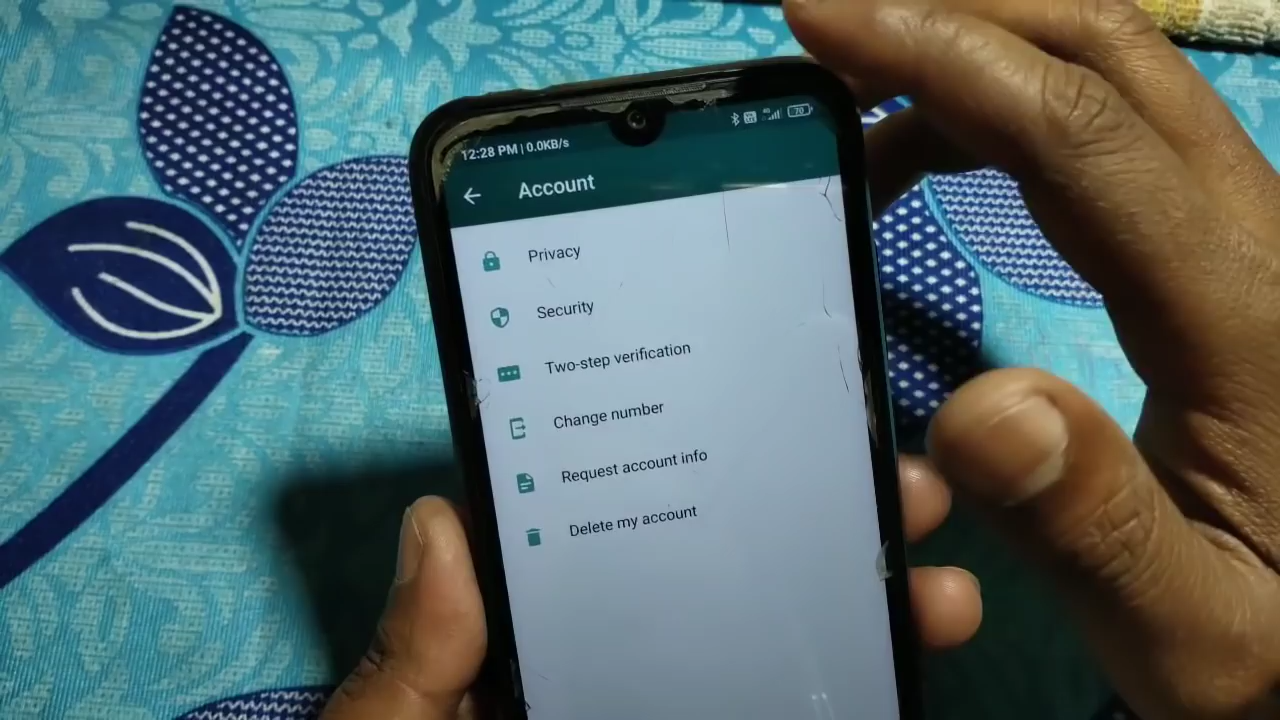 12:28 PM | 0.0KB/s
70
Account
Privacy
Security
Two-step verification
Change number
Request account info
Delete my account